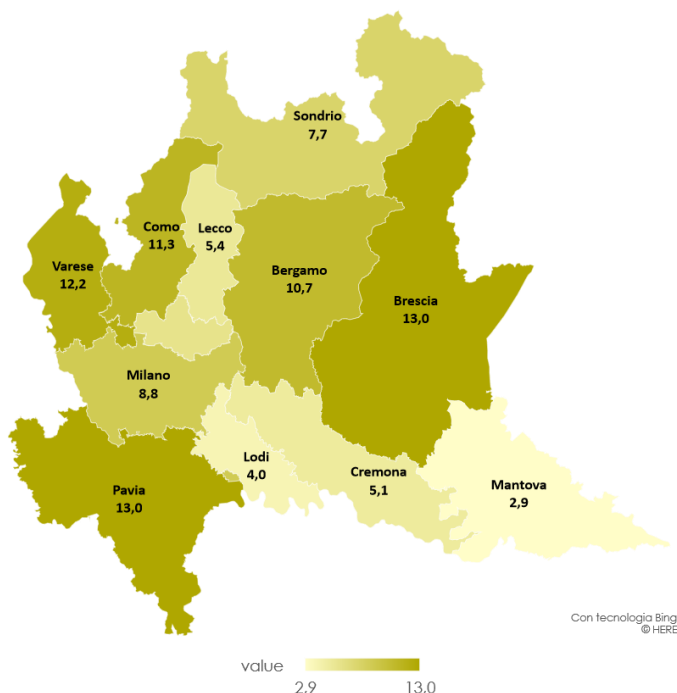 Sondrio
7,7
Como
11,3
Lecco
5,4
Varese
12,2
Bergamo
10,7
Brescia
13,0
Milano
8,8
Lodi
4,0
Cremona
5,1
Mantova
2,9
Pavia
13,0
Con tecnologia Bing
© HERE
value
2,9
13,0